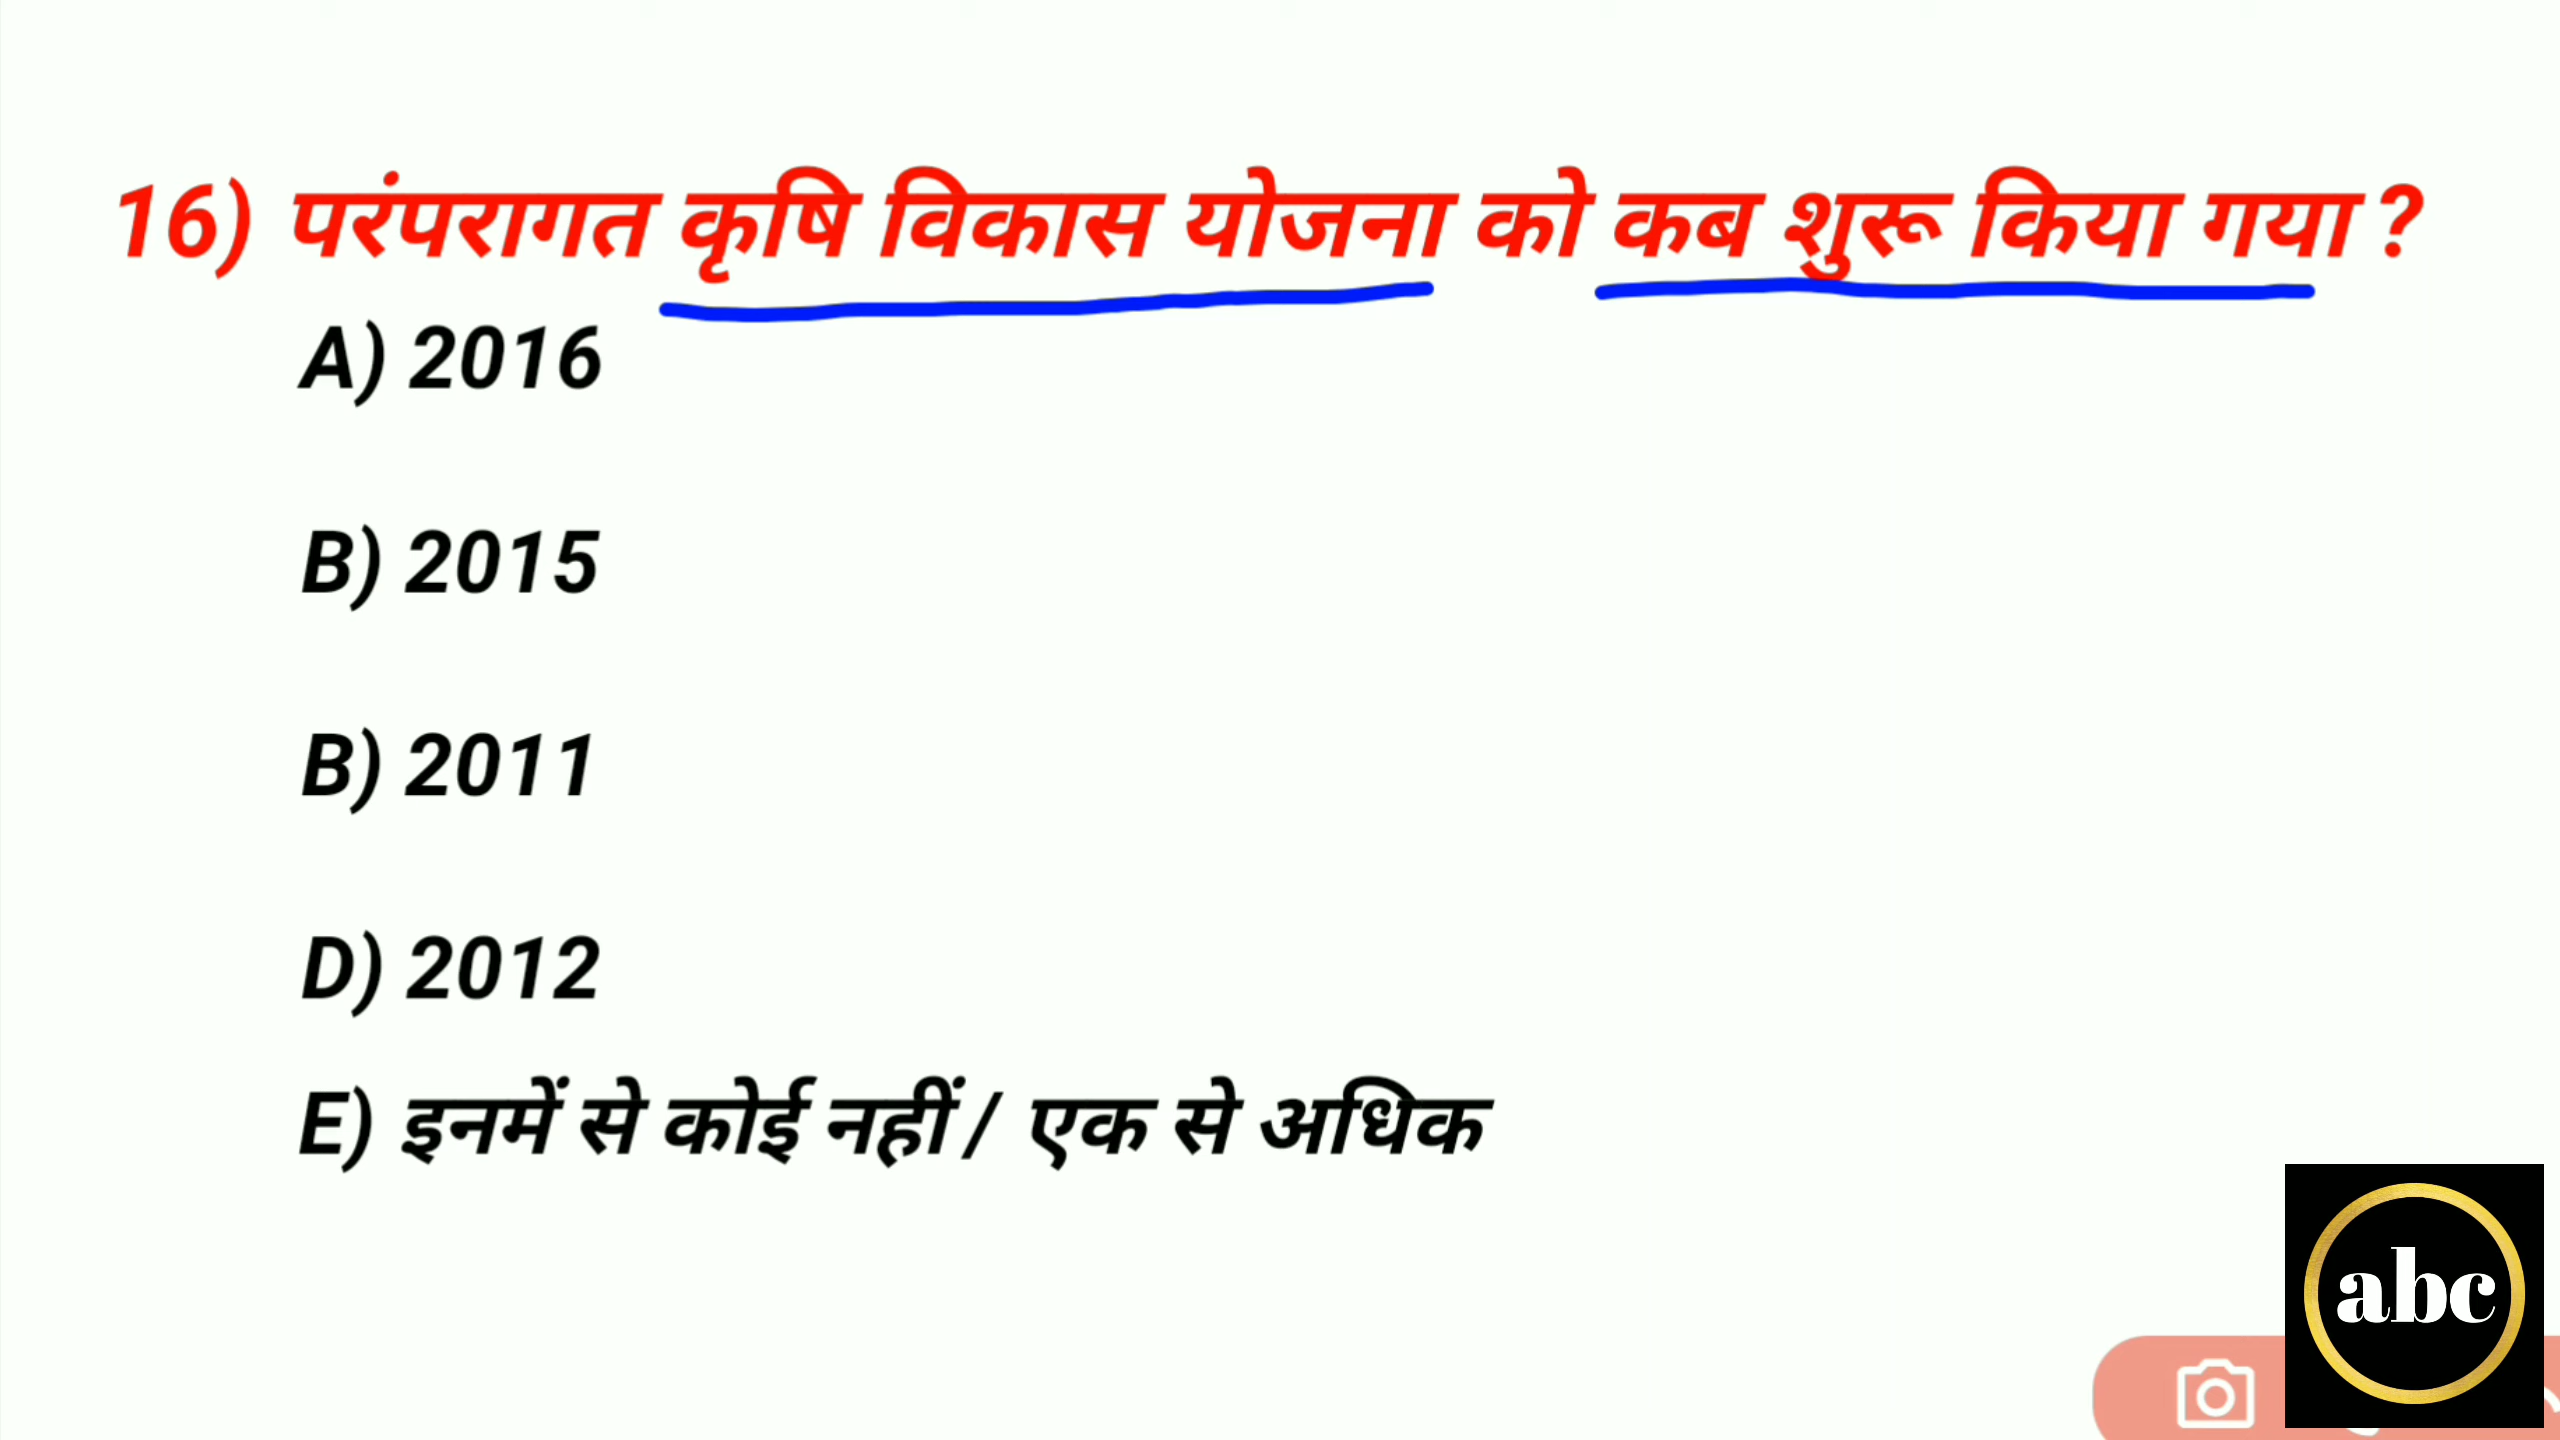 16) परंपरागत कृषि विकास योजना को कब शुरू किया गया ?
A) 2016
B) 2015
B) 2011
D) 2012
E) इनमें से कोई नहीं / एक से अधिक
abc